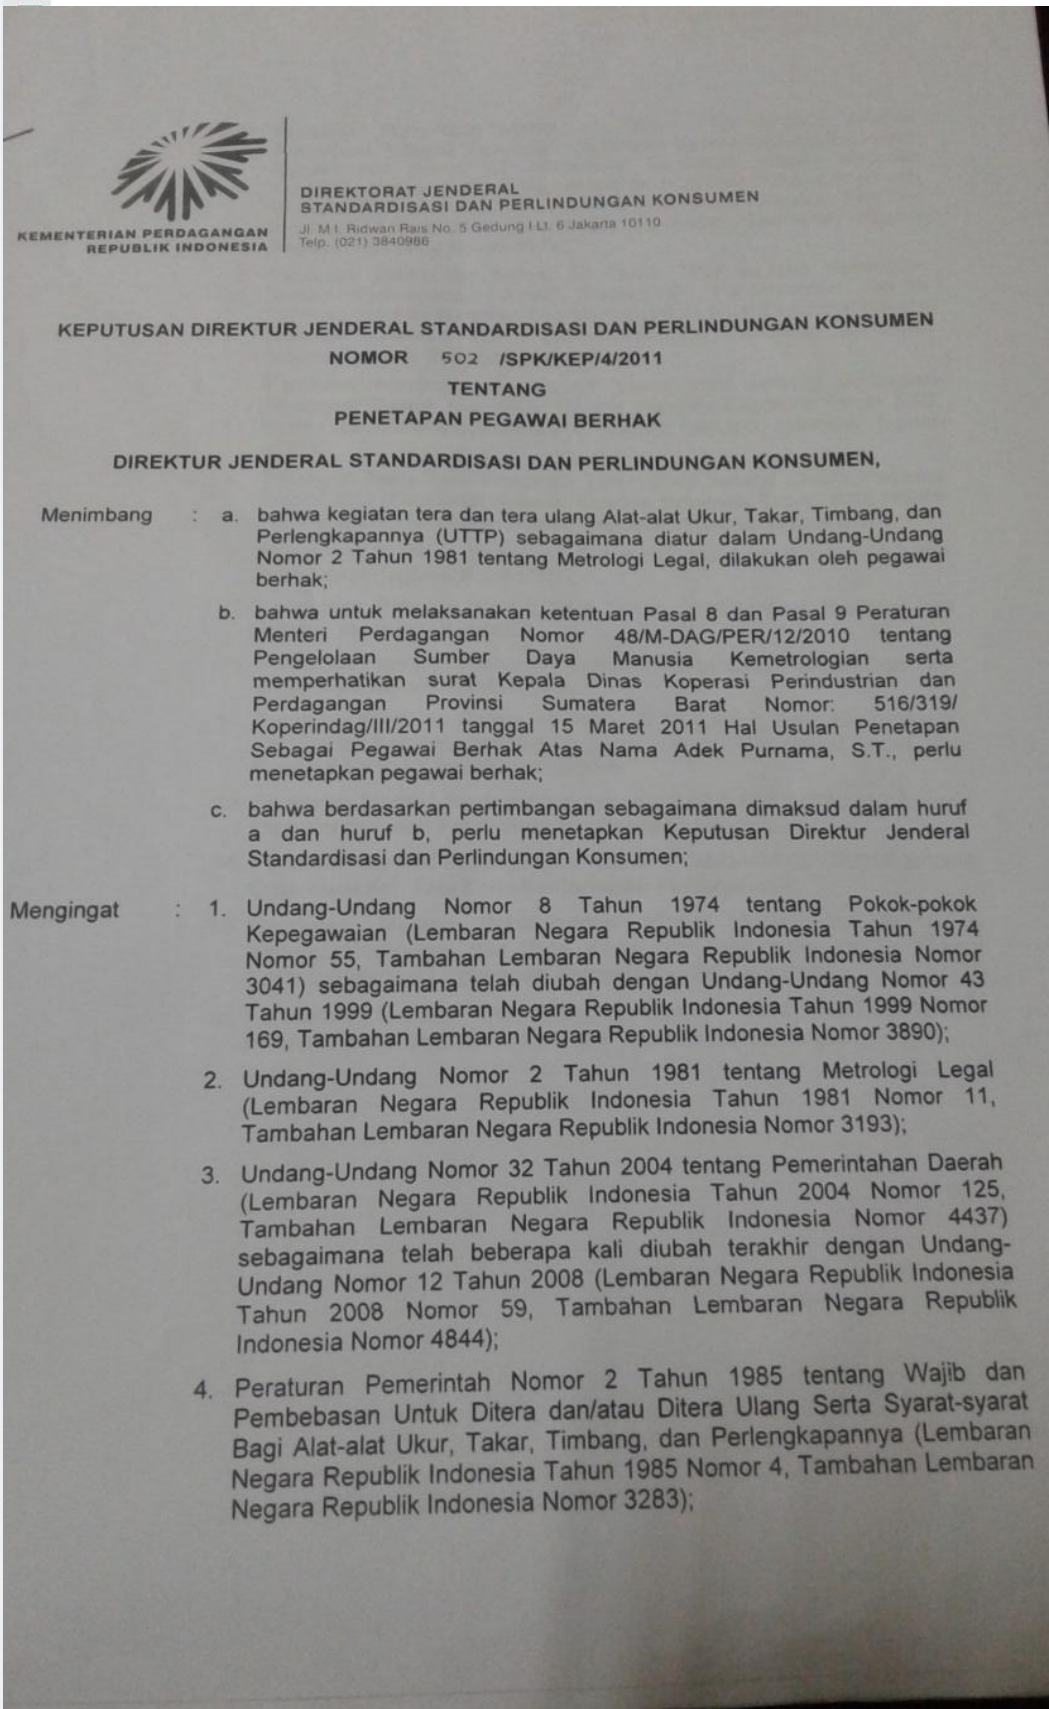 KEMENTERIAN PERDAGANGAN
REPUBLIK INDONESIA
DIREKTORAT JENDERAL
STANDARDISASI DAN PERLINDUNGAN KONSUMEN
Jl. M.I. Ridwan Rais No. 5 Gedung I Lt. 6 Jakarta 10110
Telp. (021) 3840986
KEPUTUSAN DIREKTUR JENDERAL STANDARDISASI DAN PERLINDUNGAN KONSUMEN
NOMOR 502 /SPK/KEP/4/2011
TENTANG
PENETAPAN PEGAWAI BERHAK
DIREKTUR JENDERAL STANDARDISASI DAN PERLINDUNGAN KONSUMEN,
Menimbang : a. bahwa kegiatan tera dan tera ulang Alat-alat Ukur, Takar, Timbang, dan
Perlengkapannya (UTTP) sebagaimana diatur dalam Undang-Undang
Nomor 2 Tahun 1981 tentang Metrologi Legal, dilakukan oleh pegawai
berhak;
b. bahwa untuk melaksanakan ketentuan Pasal 8 dan Pasal 9 Peraturan
Menteri Perdagangan Nomor 48/M-DAG/PER/12/2010 tentang
Pengelolaan Sumber Daya Manusia Kemetrologian serta
memperhatikan surat Kepala Dinas Koperasi Perindustrian dan
Perdagangan Provinsi Sumatera Barat Nomor: 516/319/
Koperindag/III/2011 tanggal 15 Maret 2011 Hal Usulan Penetapan
Sebagai Pegawai Berhak Atas Nama Adek Purnama, S.T., perlu
menetapkan pegawai berhak;
c. bahwa berdasarkan pertimbangan sebagaimana dimaksud dalam huruf
a dan huruf b, perlu menetapkan Keputusan Direktur Jenderal
Standardisasi dan Perlindungan Konsumen;
Mengingat : 1. Undang-Undang Nomor 8 Tahun 1974 tentang Pokok-pokok
Kepegawaian (Lembaran Negara Republik Indonesia Tahun 1974
Nomor 55, Tambahan Lembaran Negara Republik Indonesia Nomor
3041) sebagaimana telah diubah dengan Undang-Undang Nomor 43
Tahun 1999 (Lembaran Negara Republik Indonesia Tahun 1999 Nomor
169, Tambahan Lembaran Negara Republik Indonesia Nomor 3890);
2. Undang-Undang Nomor 2 Tahun 1981 tentang Metrologi Legal
(Lembaran Negara Republik Indonesia Tahun 1981 Nomor 11,
Tambahan Lembaran Negara Republik Indonesia Nomor 3193);
3. Undang-Undang Nomor 32 Tahun 2004 tentang Pemerintahan Daerah
(Lembaran Negara Republik Indonesia Tahun 2004 Nomor 125,
Tambahan Lembaran Negara Republik Indonesia Nomor 4437)
sebagaimana telah beberapa kali diubah terakhir dengan Undang-
Undang Nomor 12 Tahun 2008 (Lembaran Negara Republik Indonesia
Tahun 2008 Nomor 59, Tambahan Lembaran Negara Republik
Indonesia Nomor 4844);
4. Peraturan Pemerintah Nomor 2 Tahun 1985 tentang Wajib dan
Pembebasan Untuk Ditera dan/atau Ditera Ulang Serta Syarat-syarat
Bagi Alat-alat Ukur, Takar, Timbang, dan Perlengkapannya (Lembaran
Negara Republik Indonesia Tahun 1985 Nomor 4, Tambahan Lembaran
Negara Republik Indonesia Nomor 3283);